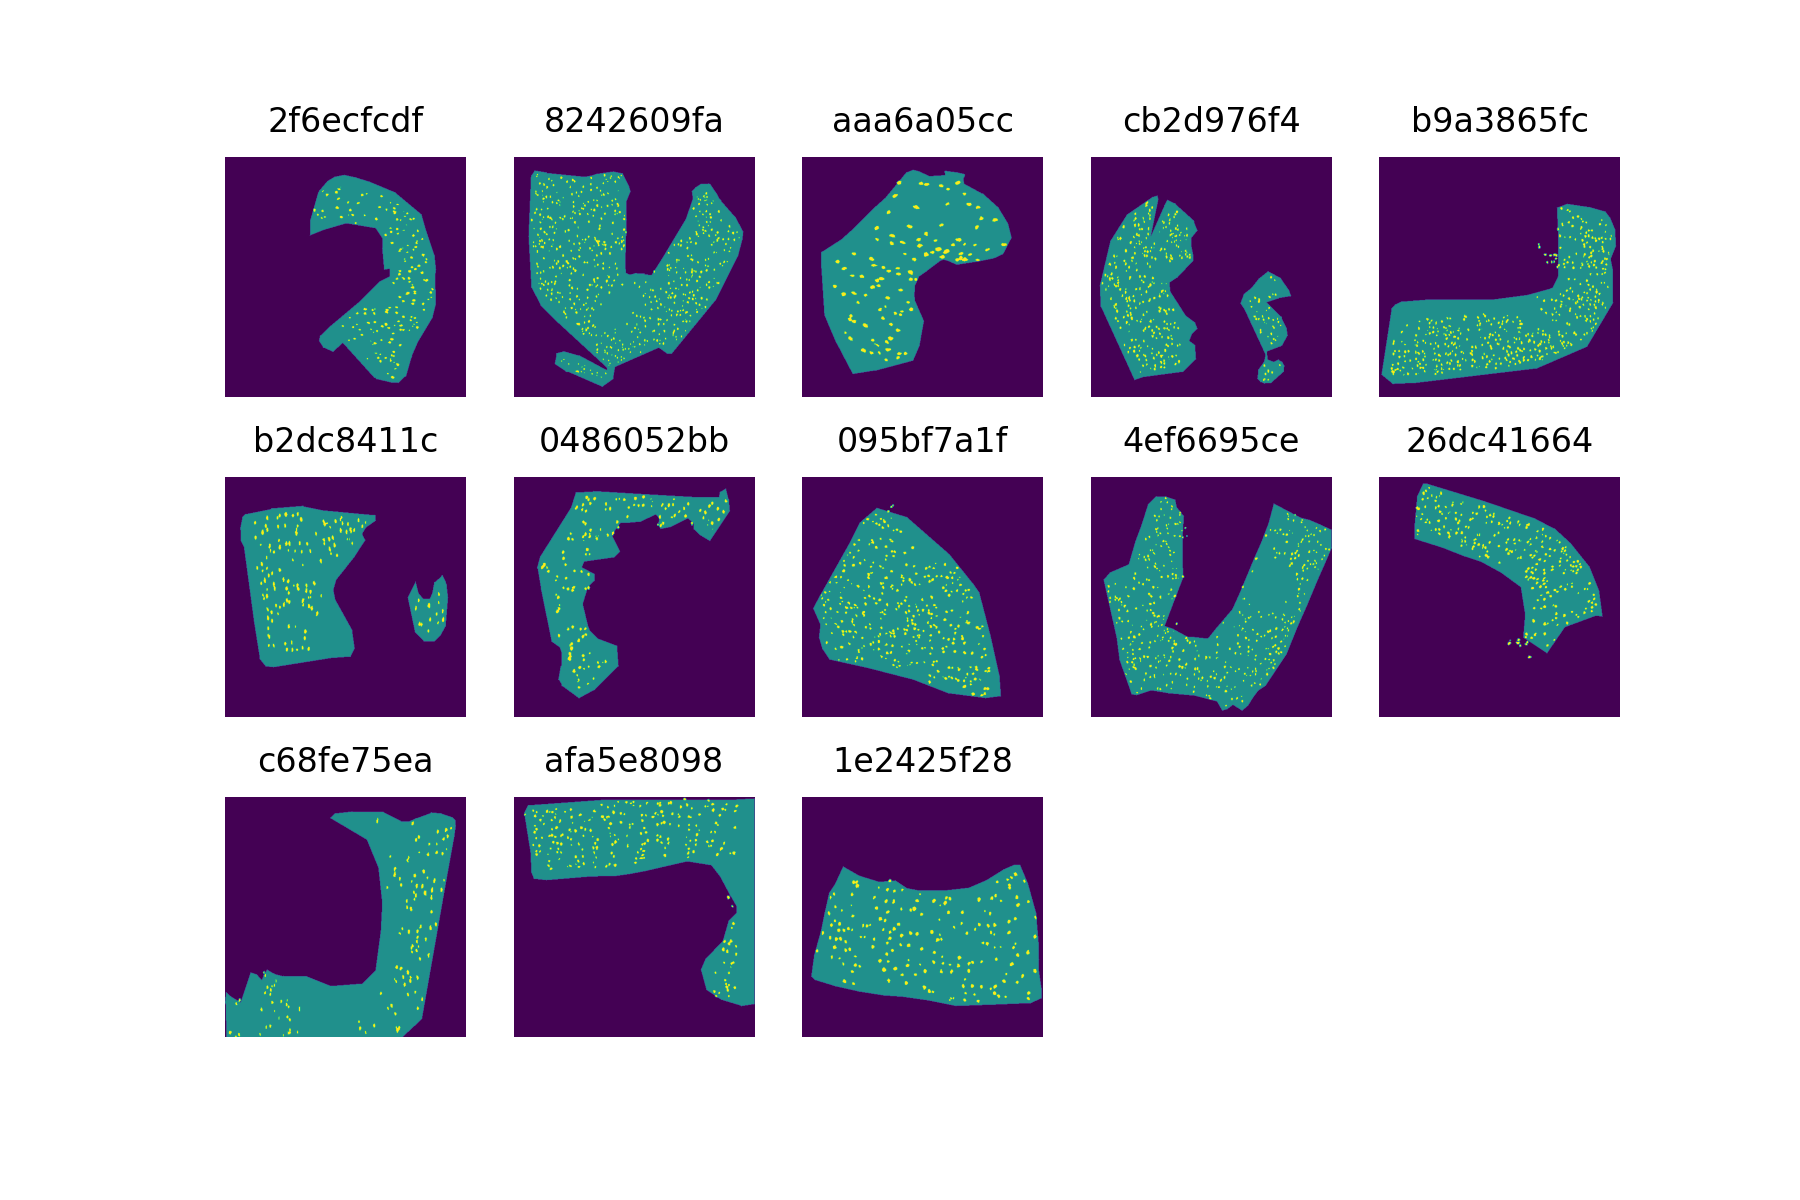 2f6ecfcdf 8242609fa aaa6a05cc cb2d976f4 b9a3865fc
b2dc8411c 0486052bb 095bf7a1f 4ef6695ce 26dc41664
c68fe75ea afa5e8098 1e2425f28